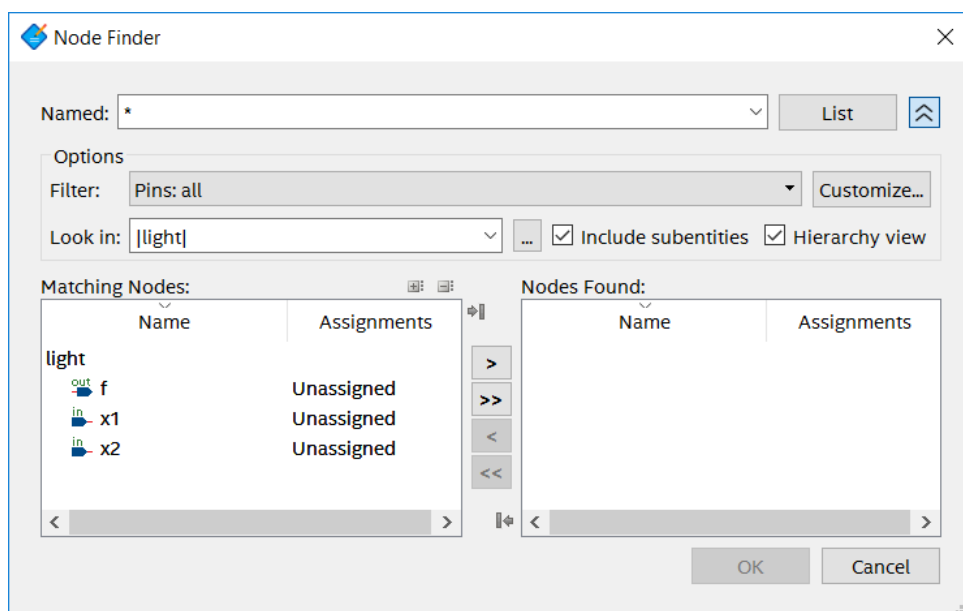 Node Finder
Named: * List
Options
Filter: Pins: all Customize...
Look in: |light| ... Include subentities Hierarchy view
Matching Nodes: Nodes Found:
Name Assignments Name Assignments
light
out f Unassigned
in x1 Unassigned
in x2 Unassigned
>
>>
<
<<
OK Cancel